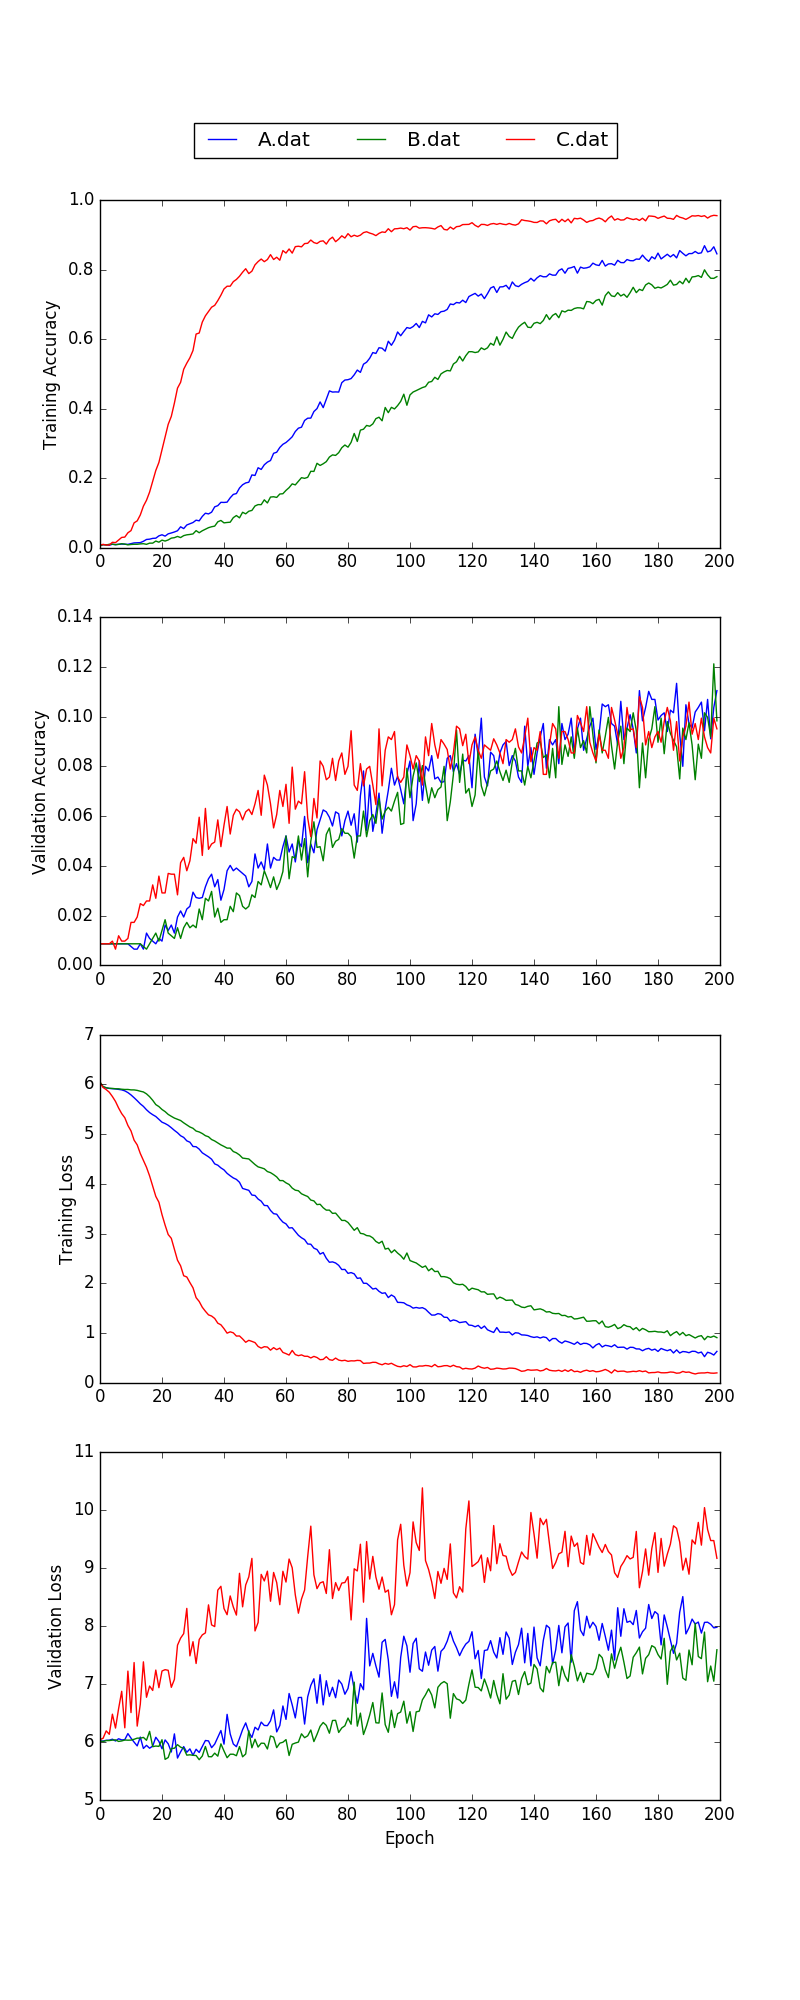 A.dat B.dat C.dat
Training Accuracy
1.0
0.8
0.6
0.4
0.2
0.0
0 20 40 60 80 100 120 140 160 180 200
Validation Accuracy
0.14
0.12
0.10
0.08
0.06
0.04
0.02
0.00
0 20 40 60 80 100 120 140 160 180 200
Training Loss
7
6
5
4
3
2
1
0
0 20 40 60 80 100 120 140 160 180 200
Validation Loss
11
10
9
8
7
6
5
0 20 40 60 80 100 120 140 160 180 200
Epoch